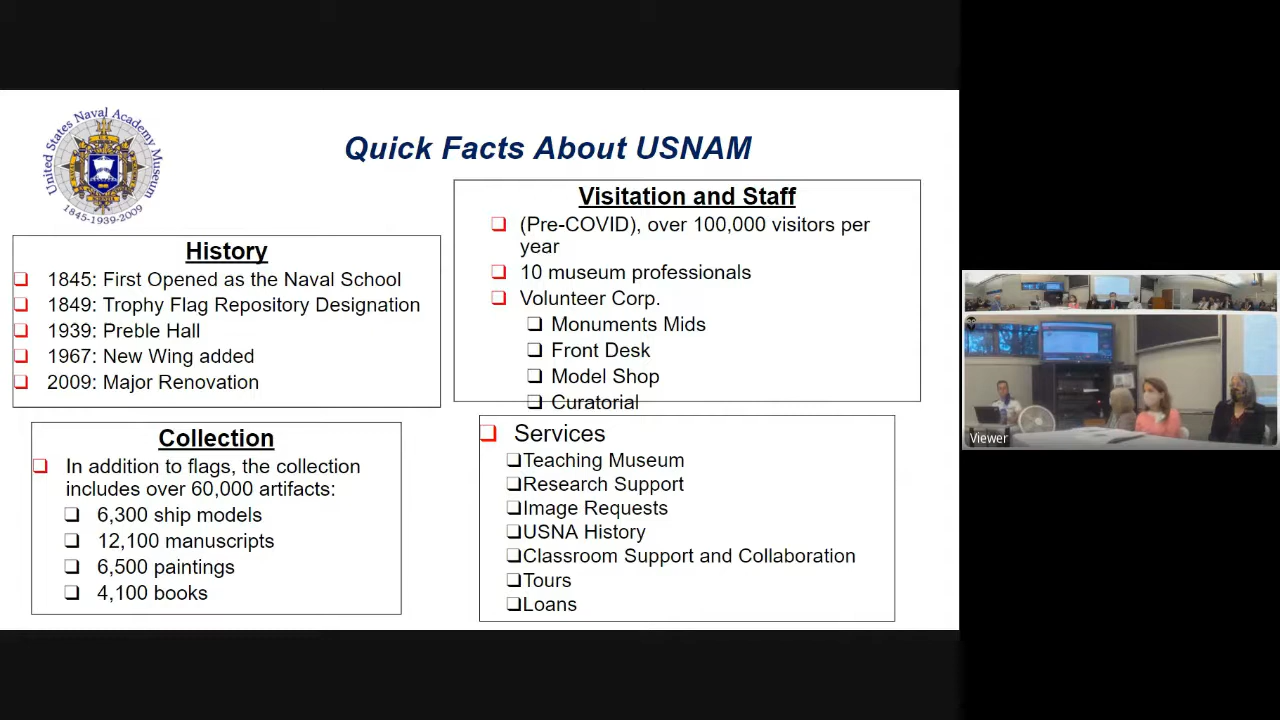 United States Naval Academy Museum
1845-1939-2009
Quick Facts About USNAM
History
1845: First Opened as the Naval School
1849: Trophy Flag Repository Designation
1939: Preble Hall
1967: New Wing added
2009: Major Renovation
Visitation and Staff
(Pre-COVID), over 100,000 visitors per
year
10 museum professionals
Volunteer Corp.
Monuments Mids
Front Desk
Model Shop
Curatorial
Collection
In addition to flags, the collection
includes over 60,000 artifacts:
6,300 ship models
12,100 manuscripts
6,500 paintings
4,100 books
Services
Teaching Museum
Research Support
Image Requests
USNA History
Classroom Support and Collaboration
Tours
Loans
Viewer